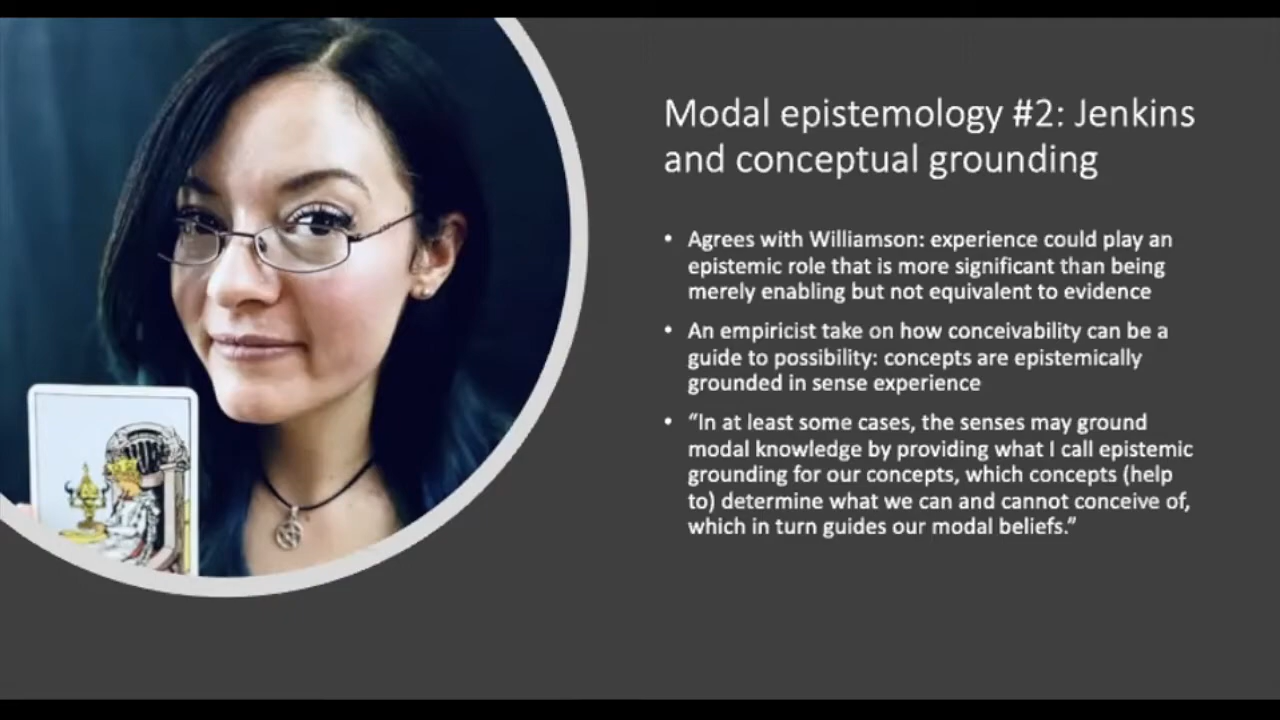 Modal epistemology #2: Jenkins
and conceptual grounding
• Agrees with Williamson: experience could play an
epistemic role that is more significant than being
merely enabling but not equivalent to evidence
• An empiricist take on how conceivability can be a
guide to possibility: concepts are epistemically
grounded in sense experience
• “In at least some cases, the senses may ground
modal knowledge by providing what I call epistemic
grounding for our concepts, which concepts (help
to) determine what we can and cannot conceive of,
which in turn guides our modal beliefs.”